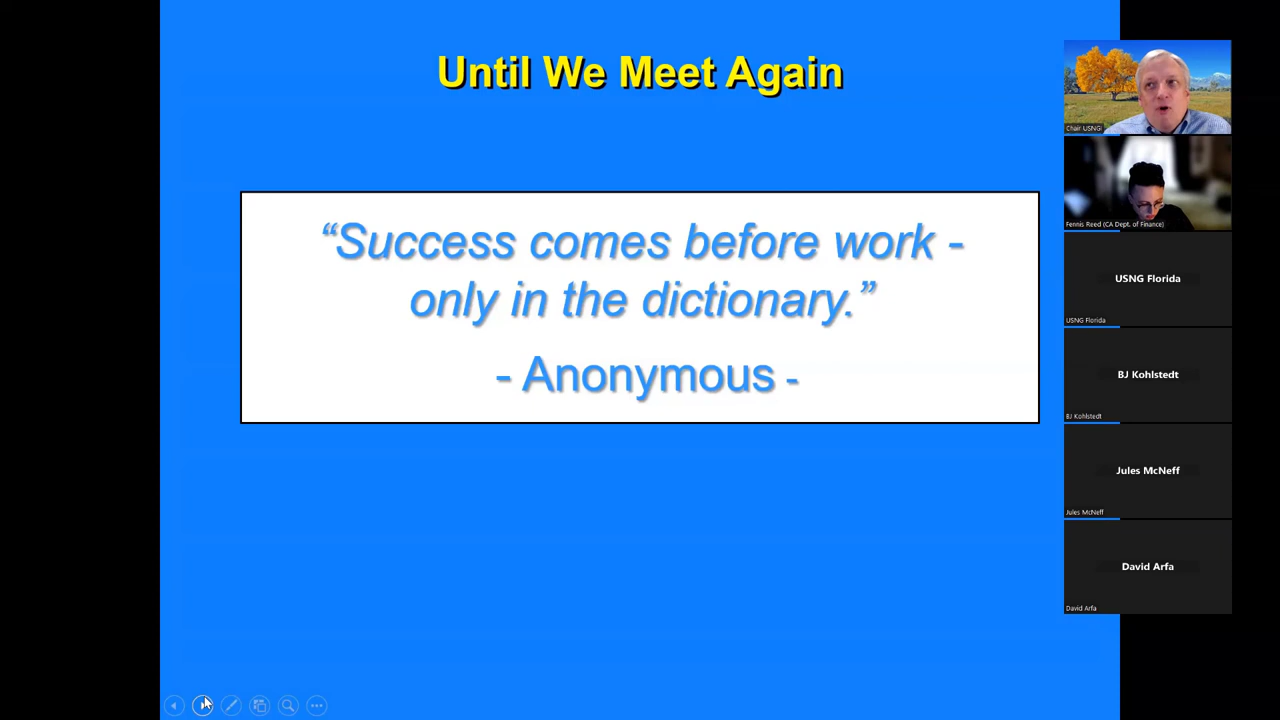 Until We Meet Again
“Success comes before work -
only in the dictionary.”
- Anonymous -
Chair USNGI
Fennis Reed (CA Dept. of Finance)
USNG Florida
USNG Florida
BJ Kohlstedt
BJ Kohlstedt
Jules McNeff
Jules McNeff
David Arfa
David Arfa